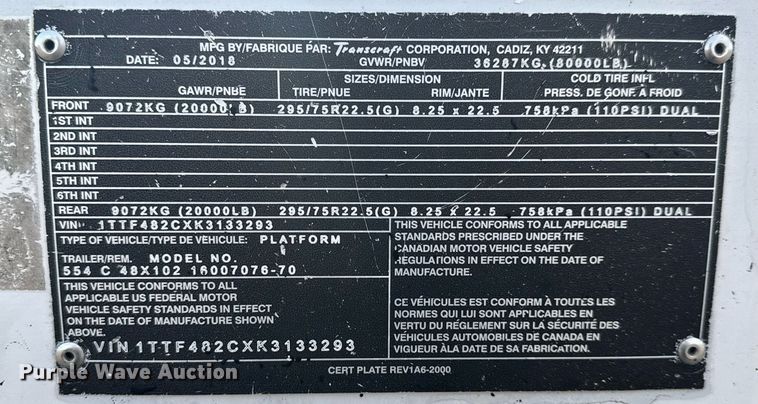 MFG BY/FABRIQUE PAR: Transcraft CORPORATION, CADIZ, KY 42211
DATE: 05/2018 GVWR/PNBV 36287KG (80000LB)
SIZES/DIMENSION COLD TIRE INFL
GAWR/PNBE TIRE/PNUE RIM/JANTE PRESS. DE GONF. À FROID
FRONT 9072KG (20000LB) 295/75R22.5(G) 8.25 x 22.5 758kPa (110PSI) DUAL
1ST INT
2ND INT
3RD INT
4TH INT
5TH INT
6TH INT
REAR 9072KG (20000LB) 295/75R22.5(G) 8.25 x 22.5 758kPa (110PSI) DUAL
VIN 1TTF482CXK3133293
TYPE OF VEHICLE/TYPE DE VÉHICULE: PLATFORM
TRAILER/REM. MODEL NO.
554 C 48X102 16007076-70
THIS VEHICLE CONFORMS TO ALL
APPLICABLE US FEDERAL MOTOR
VEHICLE SAFETY STANDARDS IN EFFECT
ON THE DATE OF MANUFACTURE SHOWN
ABOVE.
VIN 1TTF482CXK3133293
THIS VEHICLE CONFORMS TO ALL APPLICABLE
STANDARDS PRESCRIBED UNDER THE
CANADIAN MOTOR VEHICLE SAFETY
REGULATIONS IN EFFECT ON THE DATE OF
MANUFACTURE.
CE VÉHICULES EST CONFORM À TOUTES LES
NORMES QUI LUI SONT APPLICABLES EN
VERTU DU RÉGLEMENT SUR LA SÉCURITÉ DES
VÉHICULES AUTOMOBILES DE CANADA EN
VIGUEUR À LA DATE DE SA FABRICATION.
CERT PLATE REV1A6-2000
Purple Wave Auction